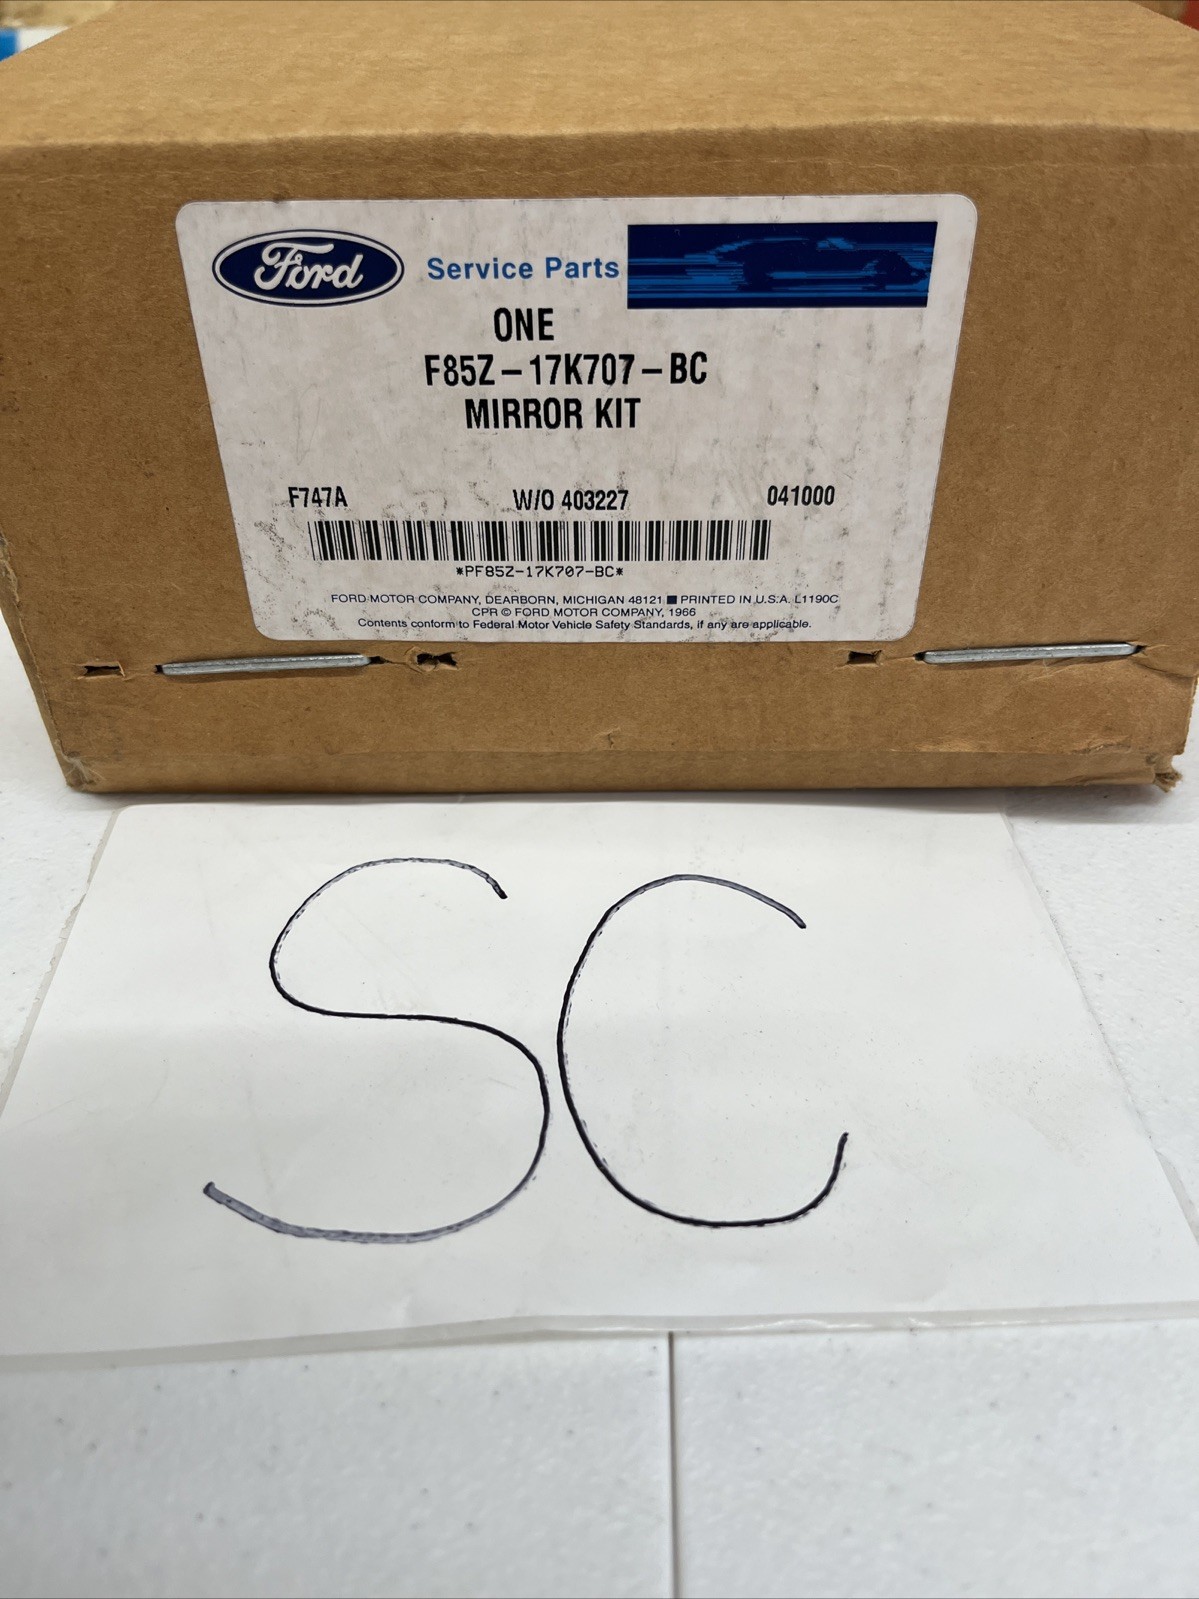 Ford Service Parts
ONE
F85Z-17K707-BC
MIRROR KIT
F747A W/O 403227 041000
*PF85Z-17K707-BC*
FORD MOTOR COMPANY, DEARBORN, MICHIGAN 48121 ■ PRINTED IN U.S.A. L1190C
CPR © FORD MOTOR COMPANY, 1966
Contents conform to Federal Motor Vehicle Safety Standards, if any are applicable.
SC